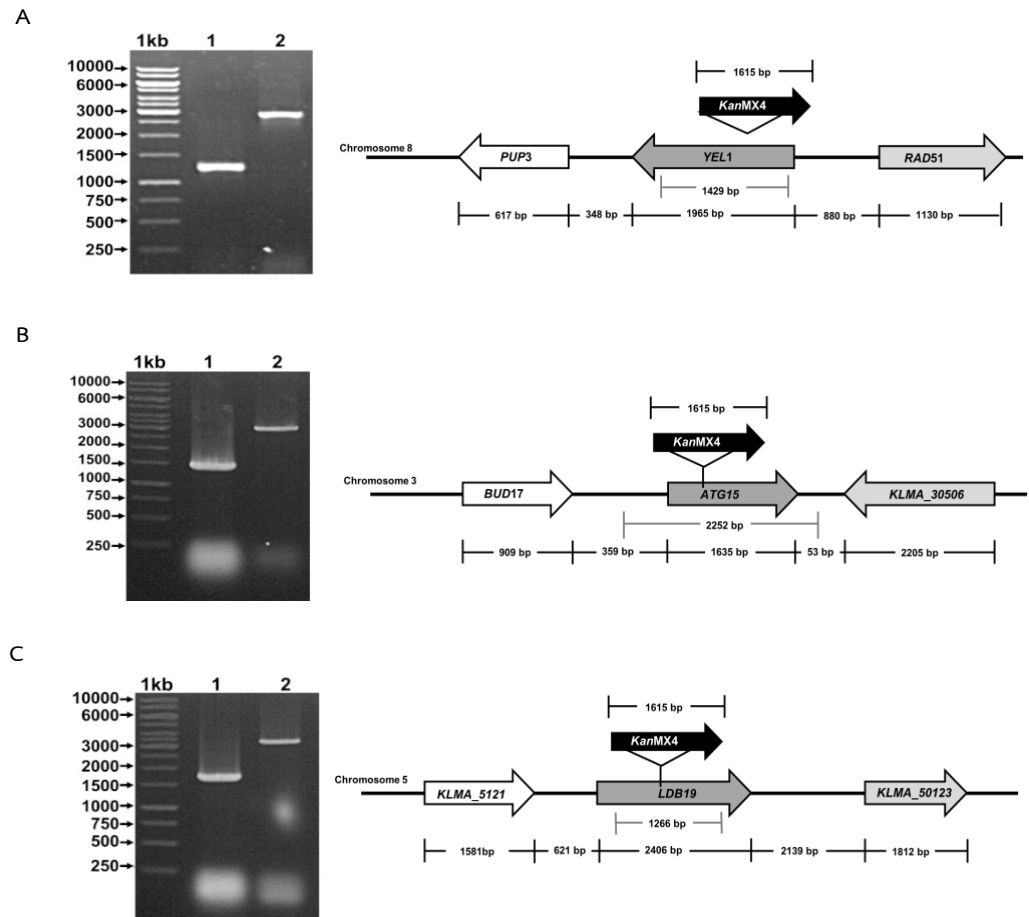 A
1kb 1 2
10000
6000
3000
2000
1500
1000
750
500
250
1615 bp
KanMX4
Chromosome 8
PUP3 YEL1 RAD51
1429 bp
617 bp 348 bp 1965 bp 880 bp 1130 bp
B
1kb 1 2
10000
6000
3000
2000
1500
1000
750
500
250
1615 bp
KanMX4
Chromosome 3
BUD17 ATG15 KLMA_30506
2252 bp
909 bp 359 bp 1635 bp 53 bp 2205 bp
C
1kb 1 2
10000
6000
3000
2000
1500
1000
750
500
250
1615 bp
KanMX4
Chromosome 5
KLMA_5121 LDB19 KLMA_50123
1266 bp
1581bp 621 bp 2406 bp 2139 bp 1812 bp